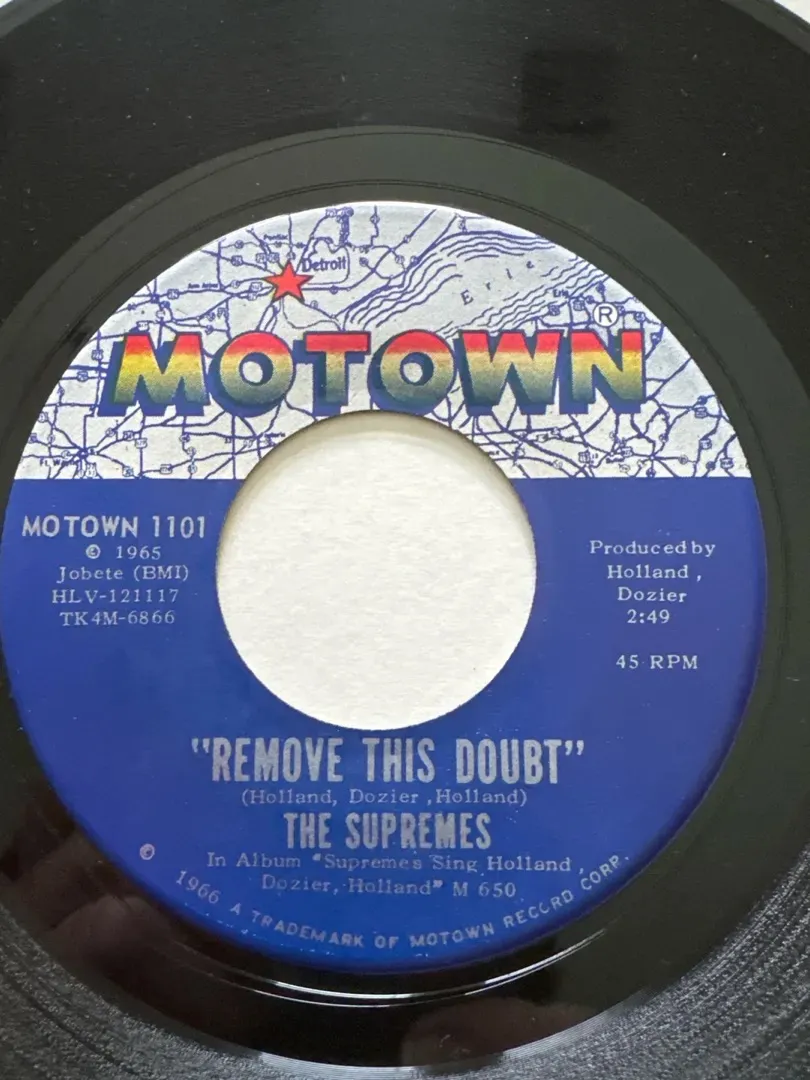 Detroit
Erie
Erie
®
MOTOWN
MOTOWN 1101
℗ 1965
Jobete (BMI)
HLV-121117
TK4M-6866
Produced by
Holland ,
Dozier
2:49
45 RPM
"REMOVE THIS DOUBT"
(Holland, Dozier ,Holland)
THE SUPREMES
In Album "Supremes Sing Holland ,
Dozier, Holland" M 650
© 1966 A TRADEMARK OF MOTOWN RECORD CORP.